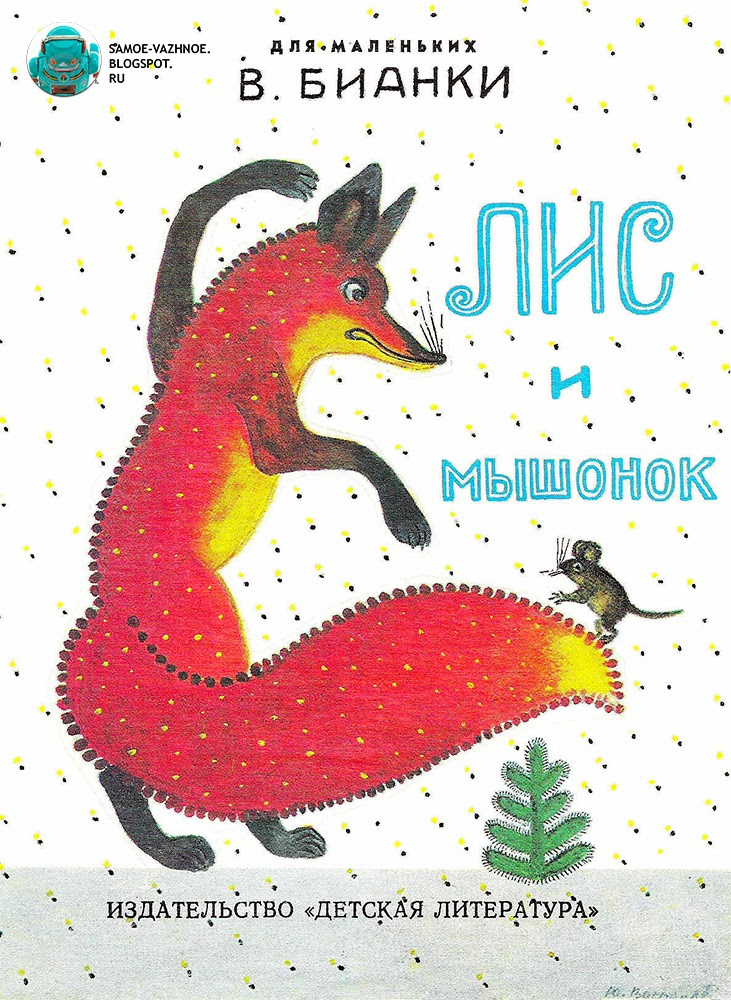 SAMOE-VAZHNOE.
BLOGSPOT.
RU
ДЛЯ МАЛЕНЬКИХ
В. БИАНКИ
ЛИС
И
МЫШОНОК
ИЗДАТЕЛЬСТВО «ДЕТСКАЯ ЛИТЕРАТУРА»